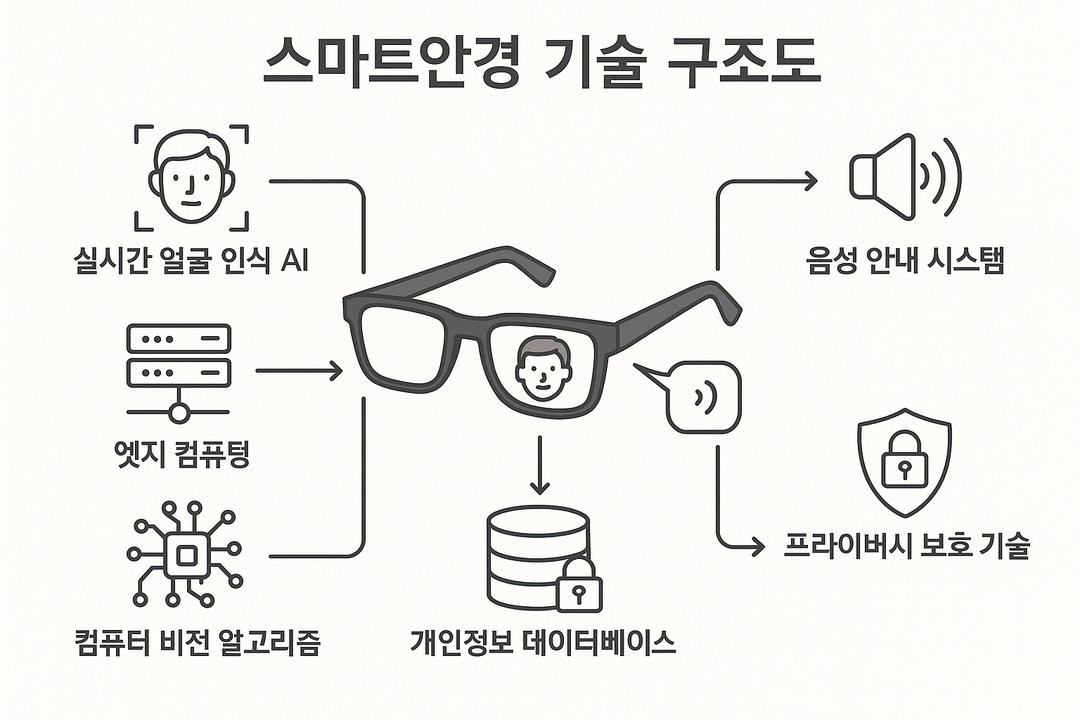 스마트안경 기술 구조도
실시간 얼굴 인식 AI
음성 안내 시스탬
엣지 컴퓨텅
프라이버시 보호 기술
컴퓨터 비전 알고리즘
개인정보 데이터베이스